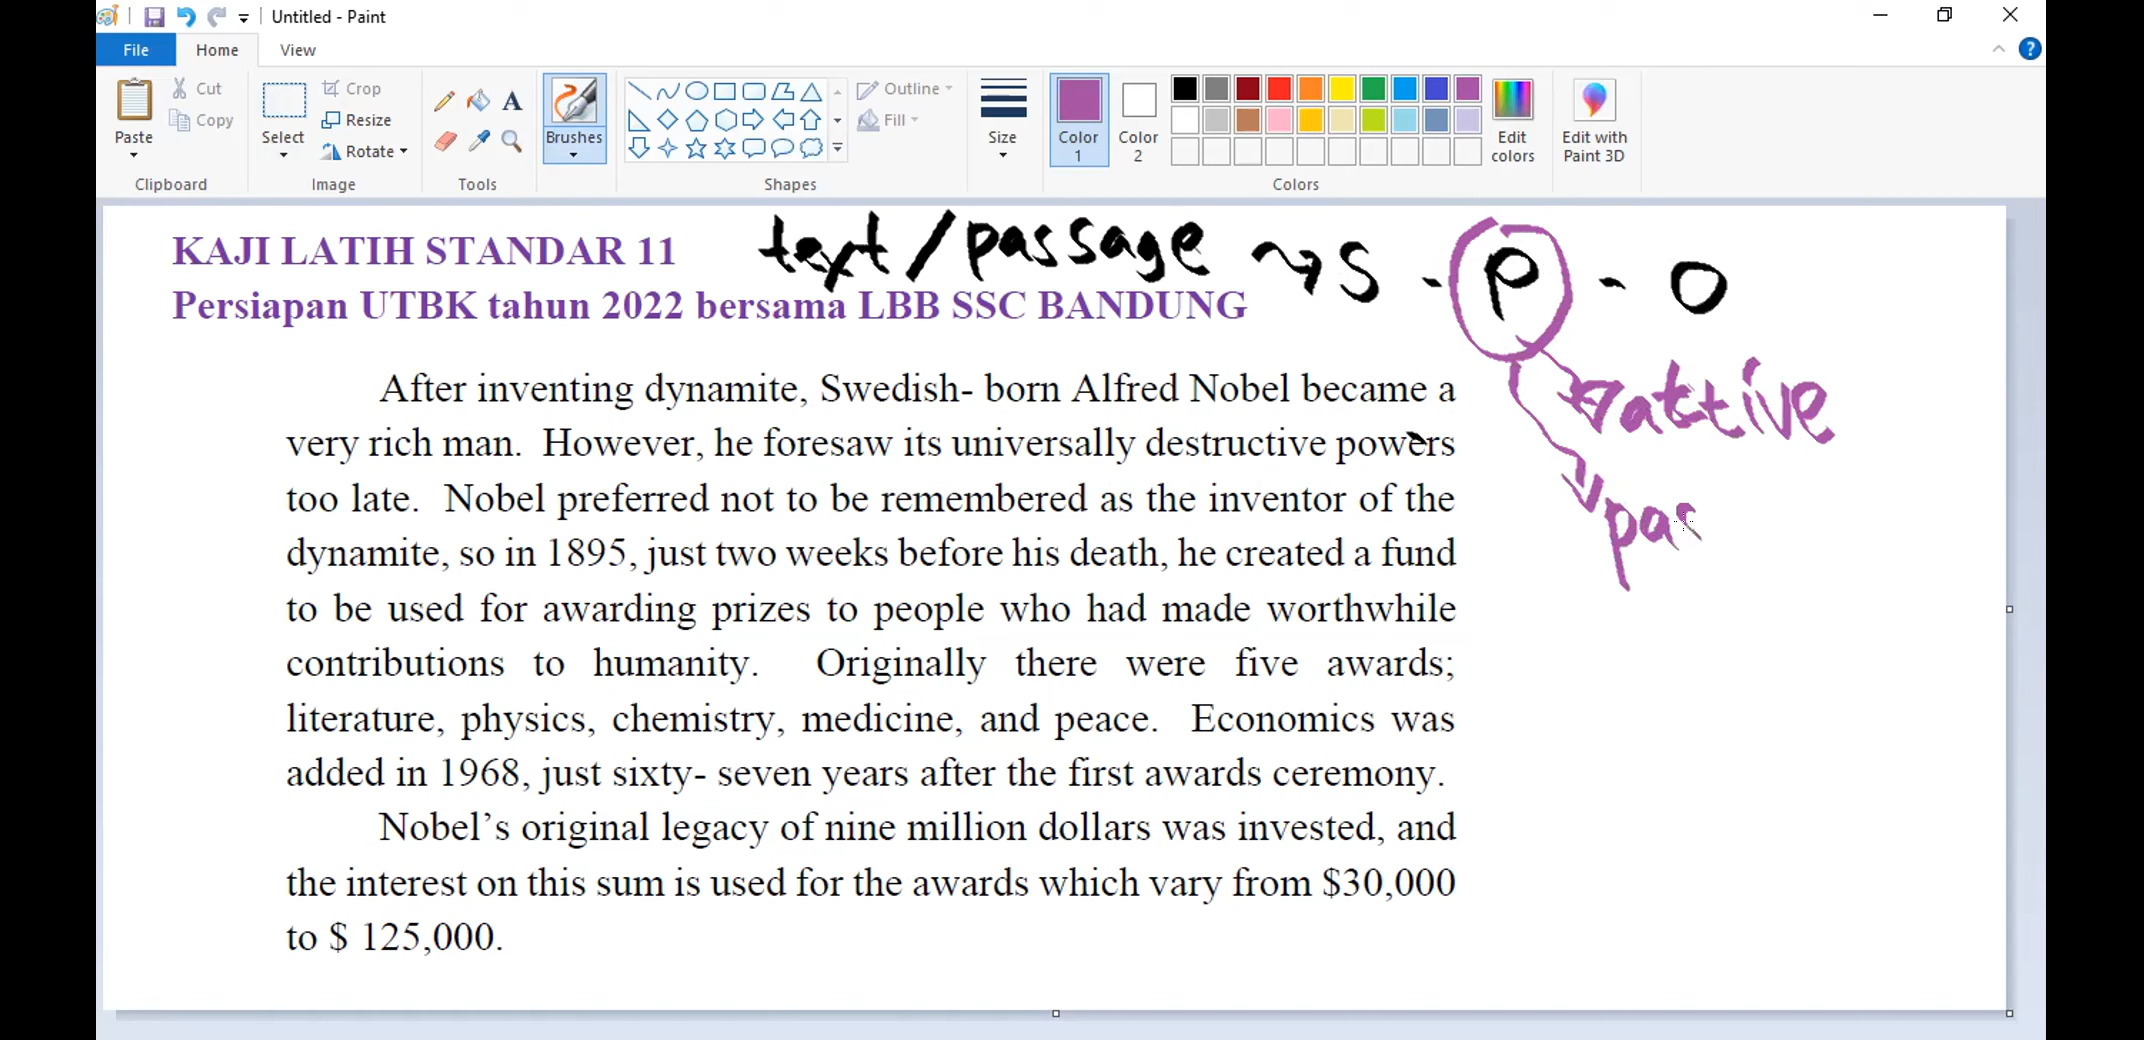 Untitled - Paint
File Home View
Paste Cut Copy Clipboard
Select Crop Resize Rotate Image
Tools
Brushes
Outline Fill Shapes
Size
Color 1 Color 2 Edit colors Colors
Edit with Paint 3D
KAJI LATIH STANDAR 11 text/passage S - P - O
Persiapan UTBK tahun 2022 bersama LBB SSC BANDUNG
After inventing dynamite, Swedish- born Alfred Nobel became a
very rich man. However, he foresaw its universally destructive powers
too late. Nobel preferred not to be remembered as the inventor of the
dynamite, so in 1895, just two weeks before his death, he created a fund
to be used for awarding prizes to people who had made worthwhile
contributions to humanity. Originally there were five awards;
literature, physics, chemistry, medicine, and peace. Economics was
added in 1968, just sixty- seven years after the first awards ceremony.
Nobel’s original legacy of nine million dollars was invested, and
the interest on this sum is used for the awards which vary from $30,000
to $ 125,000.
pas